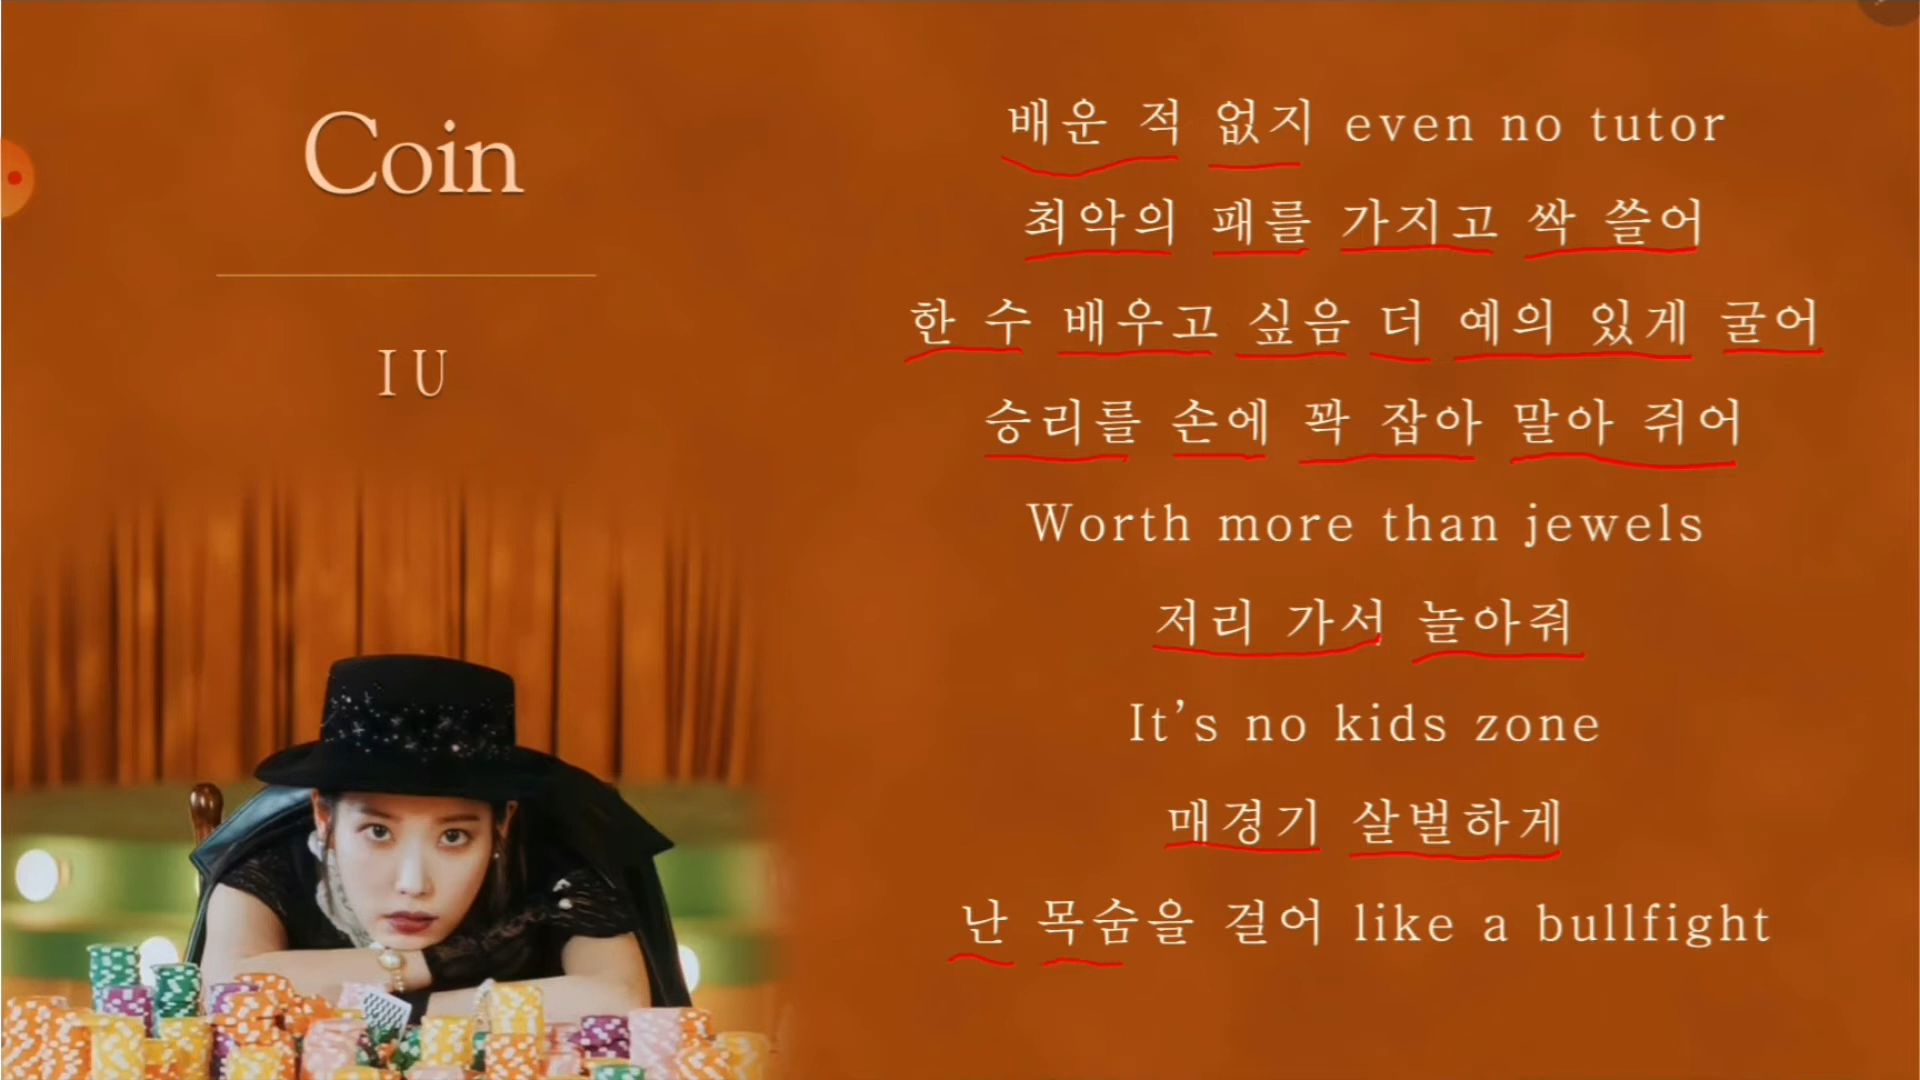 Coin
IU
배운 적 없지 even no tutor
최악의 패를 가지고 싹 쓸어
한 수 배우고 싶음 더 예의 있게 굴어
승리를 손에 꽉 잡아 말아 쥐어
Worth more than jewels
저리 가서 놀아줘
It's no kids zone
매경기 살벌하게
난 목숨을 걸어 like a bullfight